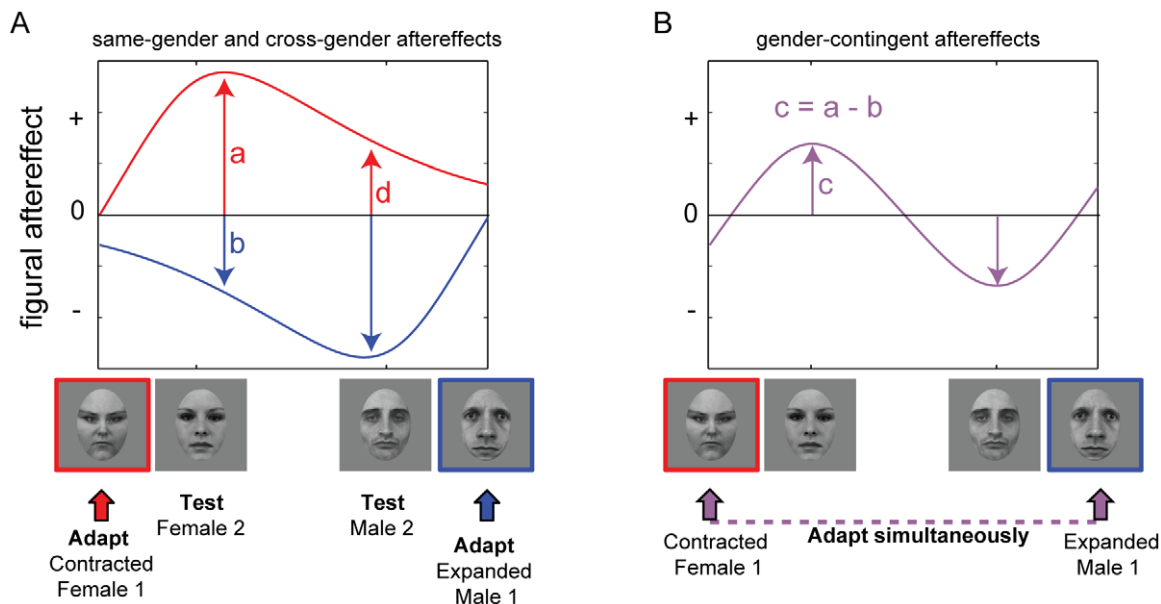 A
same-gender and cross-gender aftereffects
figural aftereffect
+
0
-
a
b
d
Adapt
Contracted
Female 1
Test
Female 2
Test
Male 2
Adapt
Expanded
Male 1
B
gender-contingent aftereffects
+
0
-
c = a - b
c
Contracted
Female 1
Adapt simultaneously
Expanded
Male 1